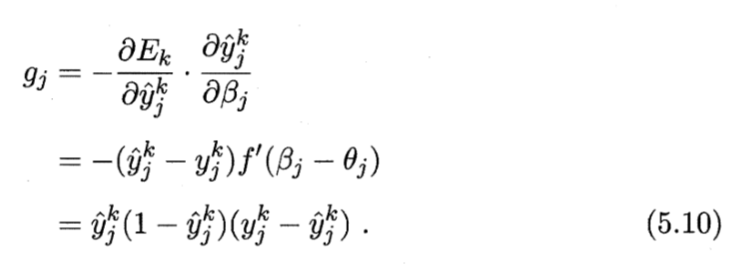 $g_j = -\frac{\partial E_k}{\partial \hat{y}_j^k} \cdot \frac{\partial \hat{y}_j^k}{\partial \beta_j}$
$= -(\hat{y}_j^k - y_j^k) f'(\beta_j - \theta_j)$
$= \hat{y}_j^k (1 - \hat{y}_j^k)(y_j^k - \hat{y}_j^k) \ .$ (5.10)